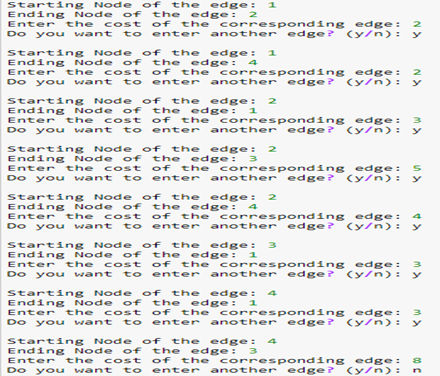 Starting Node of the edge: 1
Ending Node of the edge: 2
Enter the cost of the corresponding edge: 2
Do you want to enter another edge? (y/n): y
Starting Node of the edge: 1
Ending Node of the edge: 4
Enter the cost of the corresponding edge: 2
Do you want to enter another edge? (y/n): y
Starting Node of the edge: 2
Ending Node of the edge: 1
Enter the cost of the corresponding edge: 3
Do you want to enter another edge? (y/n): y
Starting Node of the edge: 2
Ending Node of the edge: 3
Enter the cost of the corresponding edge: 5
Do you want to enter another edge? (y/n): y
Starting Node of the edge: 2
Ending Node of the edge: 4
Enter the cost of the corresponding edge: 4
Do you want to enter another edge? (y/n): y
Starting Node of the edge: 3
Ending Node of the edge: 1
Enter the cost of the corresponding edge: 3
Do you want to enter another edge? (y/n): y
Starting Node of the edge: 4
Ending Node of the edge: 1
Enter the cost of the corresponding edge: 3
Do you want to enter another edge? (y/n): y
Starting Node of the edge: 4
Ending Node of the edge: 3
Enter the cost of the corresponding edge: 8
Do you want to enter another edge? (y/n): n